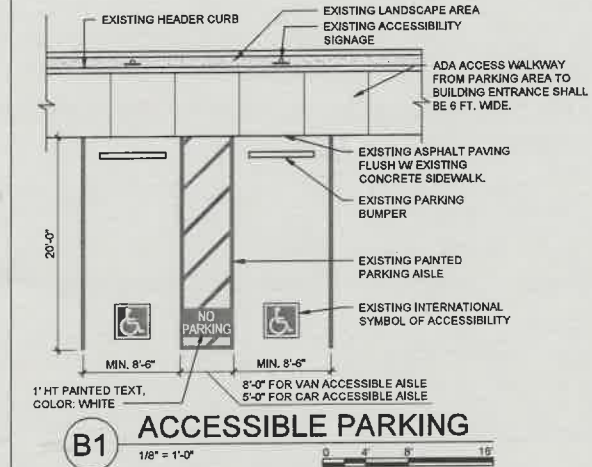 EXISTING HEADER CURB
EXISTING LANDSCAPE AREA
EXISTING ACCESSIBILITY
SIGNAGE
ADA ACCESS WALKWAY
FROM PARKING AREA TO
BUILDING ENTRANCE SHALL
BE 6 FT. WIDE.
EXISTING ASPHALT PAVING
FLUSH W/ EXISTING
CONCRETE SIDEWALK.
EXISTING PARKING
BUMPER
20'-0"
EXISTING PAINTED
PARKING AISLE
NO
PARKING
EXISTING INTERNATIONAL
SYMBOL OF ACCESSIBILITY
MIN. 8'-6"
MIN. 8'-6"
1' HT PAINTED TEXT,
COLOR: WHITE
8'-0" FOR VAN ACCESSIBLE AISLE
5'-0" FOR CAR ACCESSIBLE AISLE
B1
ACCESSIBLE PARKING
1/8" = 1'-0"
0 4' 8' 16'